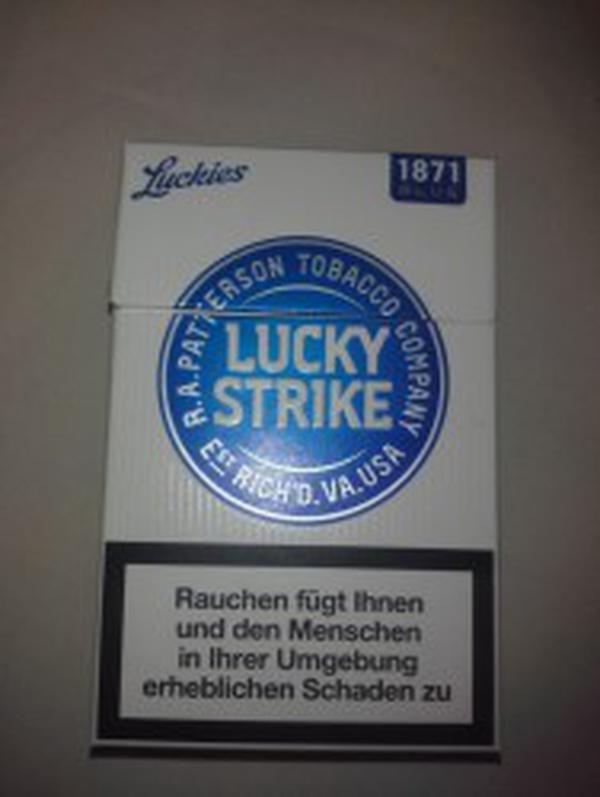 Luckies
1871
BLUE
R.A.PATTERSON TOBACCO COMPANY
LUCKY
STRIKE
EST RICH'D.VA.USA
Rauchen fügt Ihnen
und den Menschen
in Ihrer Umgebung
erheblichen Schaden zu